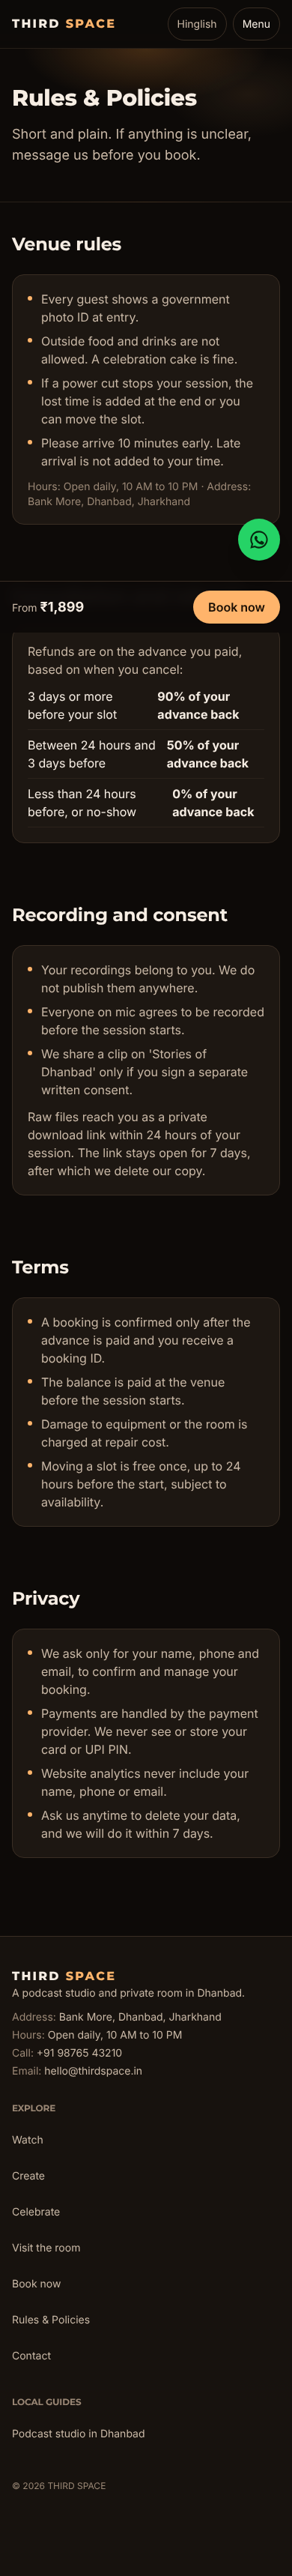 THIRD SPACE
Hinglish
Menu
Rules & Policies
Short and plain. If anything is unclear,
message us before you book.
Venue rules
Every guest shows a government
photo ID at entry.
Outside food and drinks are not
allowed. A celebration cake is fine.
If a power cut stops your session, the
lost time is added at the end or you
can move the slot.
Please arrive 10 minutes early. Late
arrival is not added to your time.
Hours: Open daily, 10 AM to 10 PM · Address:
Bank More, Dhanbad, Jharkhand
From ₹1,899
Book now
Refunds are on the advance you paid,
based on when you cancel:
3 days or more
before your slot
90% of your
advance back
Between 24 hours and
3 days before
50% of your
advance back
Less than 24 hours
before, or no-show
0% of your
advance back
Recording and consent
Your recordings belong to you. We do
not publish them anywhere.
Everyone on mic agrees to be recorded
before the session starts.
We share a clip on 'Stories of
Dhanbad' only if you sign a separate
written consent.
Raw files reach you as a private
download link within 24 hours of your
session. The link stays open for 7 days,
after which we delete our copy.
Terms
A booking is confirmed only after the
advance is paid and you receive a
booking ID.
The balance is paid at the venue
before the session starts.
Damage to equipment or the room is
charged at repair cost.
Moving a slot is free once, up to 24
hours before the start, subject to
availability.
Privacy
We ask only for your name, phone and
email, to confirm and manage your
booking.
Payments are handled by the payment
provider. We never see or store your
card or UPI PIN.
Website analytics never include your
name, phone or email.
Ask us anytime to delete your data,
and we will do it within 7 days.
THIRD SPACE
A podcast studio and private room in Dhanbad.
Address: Bank More, Dhanbad, Jharkhand
Hours: Open daily, 10 AM to 10 PM
Call: +91 98765 43210
Email: hello@thirdspace.in
EXPLORE
Watch
Create
Celebrate
Visit the room
Book now
Rules & Policies
Contact
LOCAL GUIDES
Podcast studio in Dhanbad
© 2026 THIRD SPACE